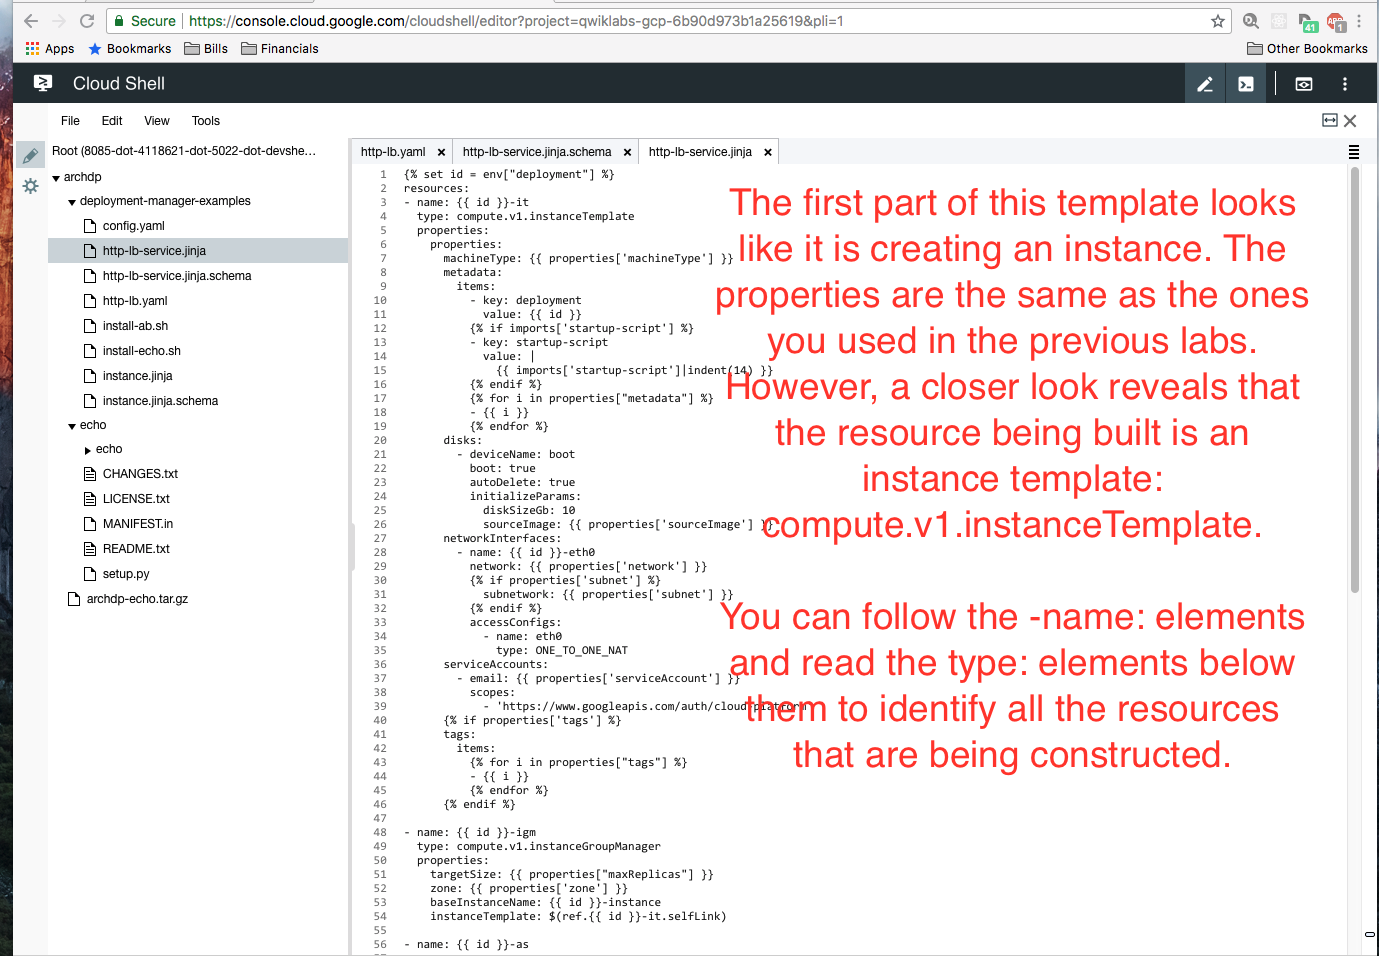 Secure | https://console.cloud.google.com/cloudshell/editor?project=qwiklabs-gcp-6b90d973b1a25619&pli=1
41
ABP
1
Apps Bookmarks Bills Financials Other Bookmarks
Cloud Shell
File Edit View Tools
Root (8085-dot-4118621-dot-5022-dot-devshe...
archdp
deployment-manager-examples
config.yaml
http-lb-service.jinja
http-lb-service.jinja.schema
http-lb.yaml
install-ab.sh
install-echo.sh
instance.jinja
instance.jinja.schema
echo
echo
CHANGES.txt
LICENSE.txt
MANIFEST.in
README.txt
setup.py
archdp-echo.tar.gz
http-lb.yaml × http-lb-service.jinja.schema × http-lb-service.jinja ×
1 {% set id = env["deployment"] %}
2 resources:
3 - name: {{ id }}-it
4 type: compute.v1.instanceTemplate
5 properties:
6 properties:
7 machineType: {{ properties['machineType'] }}
8 metadata:
9 items:
10 - key: deployment
11 value: {{ id }}
12 {% if imports['startup-script'] %}
13 - key: startup-script
14 value: |
15 {{ imports['startup-script']|indent(14) }}
16 {% endif %}
17 {% for i in properties["metadata"] %}
18 - {{ i }}
19 {% endfor %}
20 disks:
21 - deviceName: boot
22 boot: true
23 autoDelete: true
24 initializeParams:
25 diskSizeGb: 10
26 sourceImage: {{ properties['sourceImage'] }}
27 networkInterfaces:
28 - name: {{ id }}-eth0
29 network: {{ properties['network'] }}
30 {% if properties['subnet'] %}
31 subnetwork: {{ properties['subnet'] }}
32 {% endif %}
33 accessConfigs:
34 - name: eth0
35 type: ONE_TO_ONE_NAT
36 serviceAccounts:
37 - email: {{ properties['serviceAccount'] }}
38 scopes:
39 - 'https://www.googleapis.com/auth/cloud-platform'
40 {% if properties['tags'] %}
41 tags:
42 items:
43 {% for i in properties["tags"] %}
44 - {{ i }}
45 {% endfor %}
46 {% endif %}
47
48 - name: {{ id }}-igm
49 type: compute.v1.instanceGroupManager
50 properties:
51 targetSize: {{ properties["maxReplicas"] }}
52 zone: {{ properties['zone'] }}
53 baseInstanceName: {{ id }}-instance
54 instanceTemplate: $(ref.{{ id }}-it.selfLink)
55
56 - name: {{ id }}-as
The first part of this template looks
like it is creating an instance. The
properties are the same as the ones
you used in the previous labs.
However, a closer look reveals that
the resource being built is an
instance template:
compute.v1.instanceTemplate.
You can follow the -name: elements
and read the type: elements below
them to identify all the resources
that are being constructed.